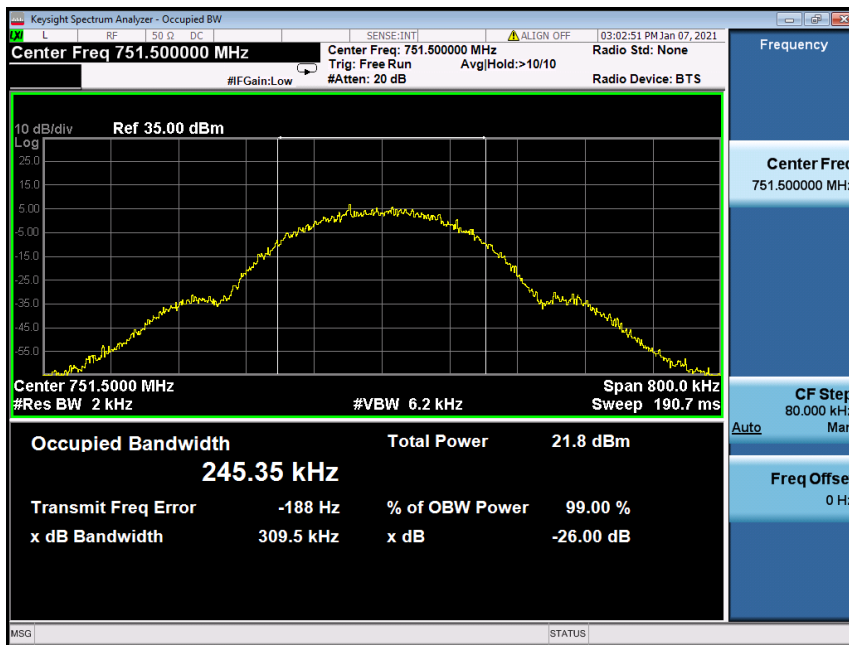 Keysight Spectrum Analyzer - Occupied BW
LXI L RF 50 Ω DC SENSE:INT ALIGN OFF 03:02:51 PM Jan 07, 2021
Center Freq 751.500000 MHz
Center Freq: 751.500000 MHz Radio Std: None
Trig: Free Run Avg|Hold:>10/10
#IFGain:Low #Atten: 20 dB Radio Device: BTS
10 dB/div Ref 35.00 dBm
Log
25.0
15.0
5.00
-5.00
-15.0
-25.0
-35.0
-45.0
-55.0
Center 751.5000 MHz Span 800.0 kHz
#Res BW 2 kHz #VBW 6.2 kHz Sweep 190.7 ms
Occupied Bandwidth Total Power 21.8 dBm
245.35 kHz
Transmit Freq Error -188 Hz % of OBW Power 99.00 %
x dB Bandwidth 309.5 kHz x dB -26.00 dB
Frequency
Center Freq
751.500000 MHz
CF Step
80.000 kHz
Auto Man
Freq Offset
0 Hz
MSG STATUS